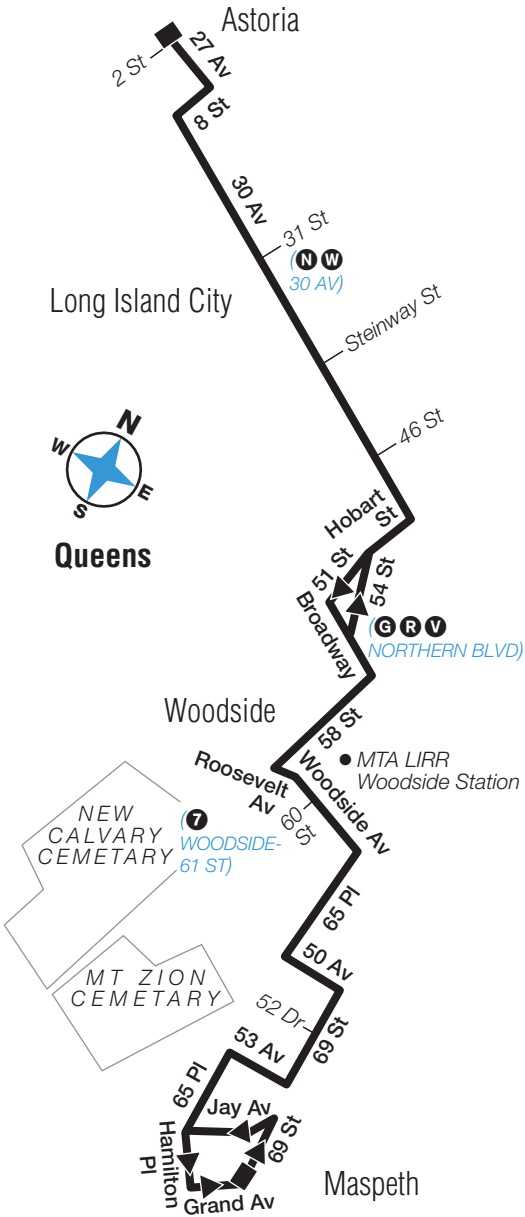 Astoria
27 Av
2 St
8 St
30 Av
31 St
(N W
30 AV)
Long Island City
Steinway St
46 St
N
W
E
S
Queens
Hobart
St
51 St
54 St
Broadway
(G R V
NORTHERN BLVD)
Woodside
58 St
MTA LIRR
Woodside Station
Roosevelt
Av
Woodside Av
60
St
NEW
CALVARY
CEMETARY
(7
WOODSIDE-
61 ST)
65 Pl
50 Av
MT ZION
CEMETARY
52 Dr
69 St
53 Av
65 Pl
Jay Av
69 St
Hamilton
Pl
Grand Av
Maspeth